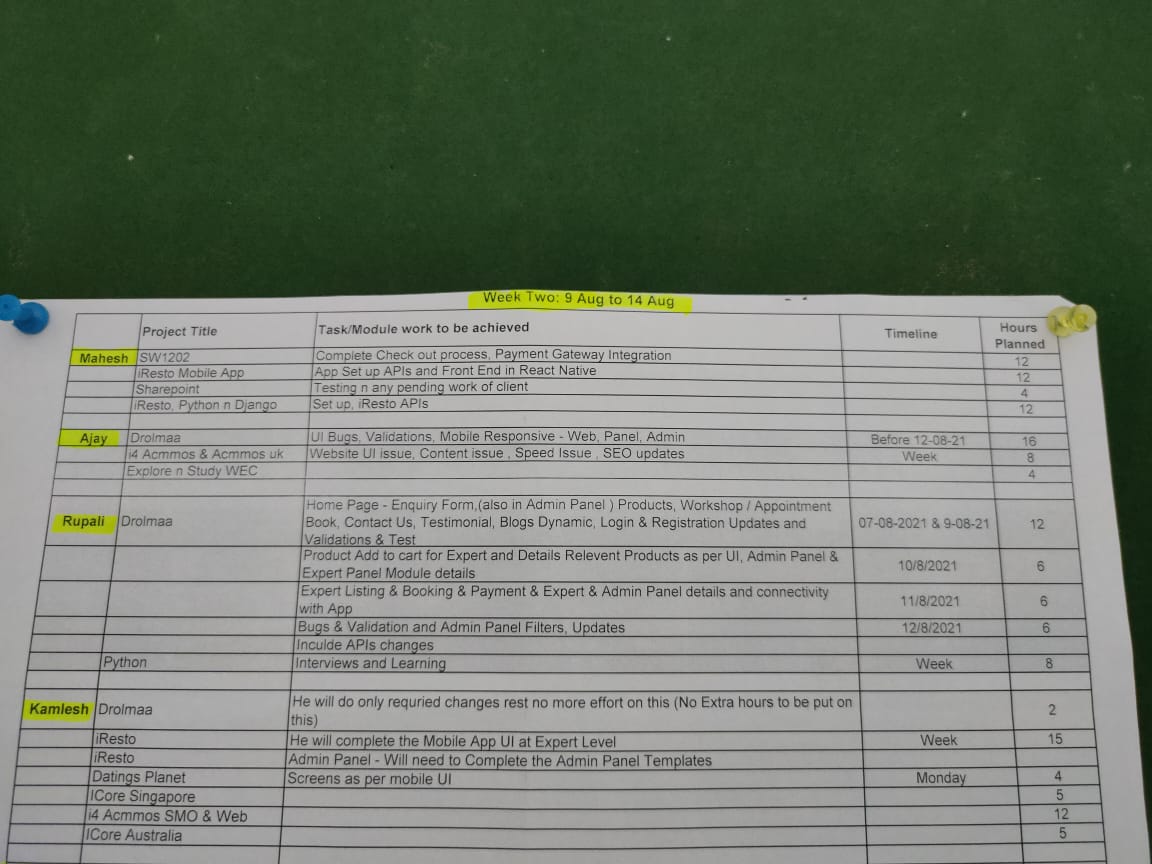 Week Two: 9 Aug to 14 Aug
Project Title Task/Module work to be achieved Timeline Hours Planned
Mahesh SW1202 Complete Check out process, Payment Gateway Integration 12
iResto Mobile App App Set up APIs and Front End in React Native 12
Sharepoint Testing n any pending work of client 4
iResto, Python n Django Set up, iResto APIs 12
Ajay Drolmaa UI Bugs, Validations, Mobile Responsive - Web, Panel, Admin Before 12-08-21 16
i4 Acmmos & Acmmos uk Website UI issue, Content issue , Speed Issue , SEO updates Week 8
Explore n Study WEC 4
Rupali Drolmaa Home Page - Enquiry Form,(also in Admin Panel ) Products, Workshop / Appointment
Book, Contact Us, Testimonial, Blogs Dynamic, Login & Registration Updates and
Validations & Test 07-08-2021 & 9-08-21 12
Product Add to cart for Expert and Details Relevent Products as per UI, Admin Panel &
Expert Panel Module details 10/8/2021 6
Expert Listing & Booking & Payment & Expert & Admin Panel details and connectivity
with App 11/8/2021 6
Bugs & Validation and Admin Panel Filters, Updates 12/8/2021 6
Inculde APIs changes
Python Interviews and Learning Week 8
Kamlesh Drolmaa He will do only requried changes rest no more effort on this (No Extra hours to be put on
this) 2
iResto He will complete the Mobile App UI at Expert Level Week 15
iResto Admin Panel - Will need to Complete the Admin Panel Templates
Datings Planet Screens as per mobile UI Monday 4
ICore Singapore 5
i4 Acmmos SMO & Web 12
ICore Australia 5